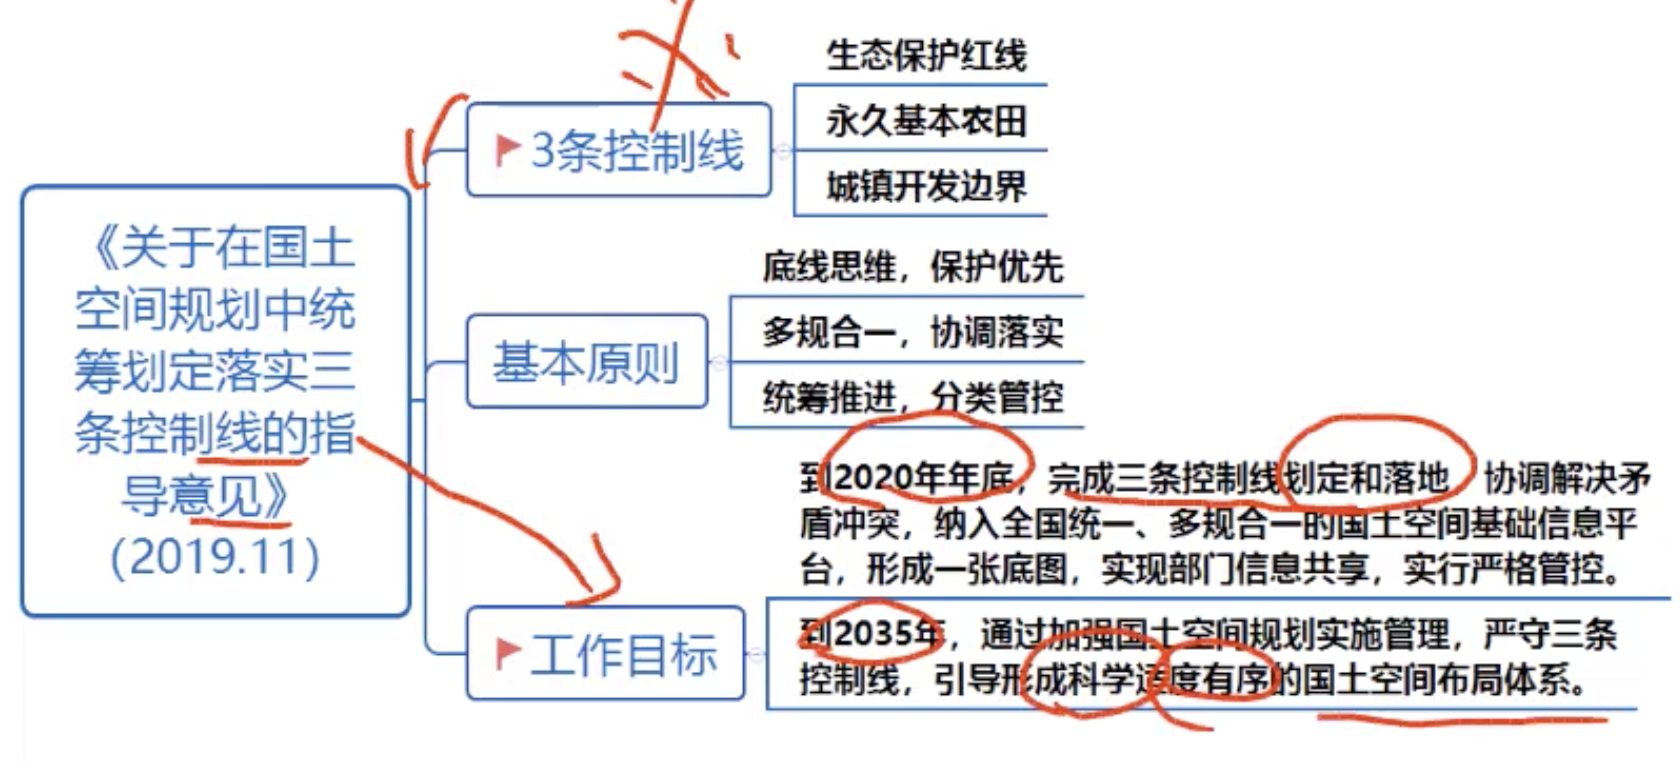 《关于在国土
空间规划中统
筹划定落实三
条控制线的指
导意见》
（2019.11）
3条控制线
生态保护红线
永久基本农田
城镇开发边界
基本原则
底线思维，保护优先
多规合一，协调落实
统筹推进，分类管控
工作目标
到2020年年底，完成三条控制线划定和落地，协调解决矛
盾冲突，纳入全国统一、多规合一的国土空间基础信息平
台，形成一张底图，实现部门信息共享，实行严格管控。
到2035年，通过加强国土空间规划实施管理，严守三条
控制线，引导形成科学适度有序的国土空间布局体系。